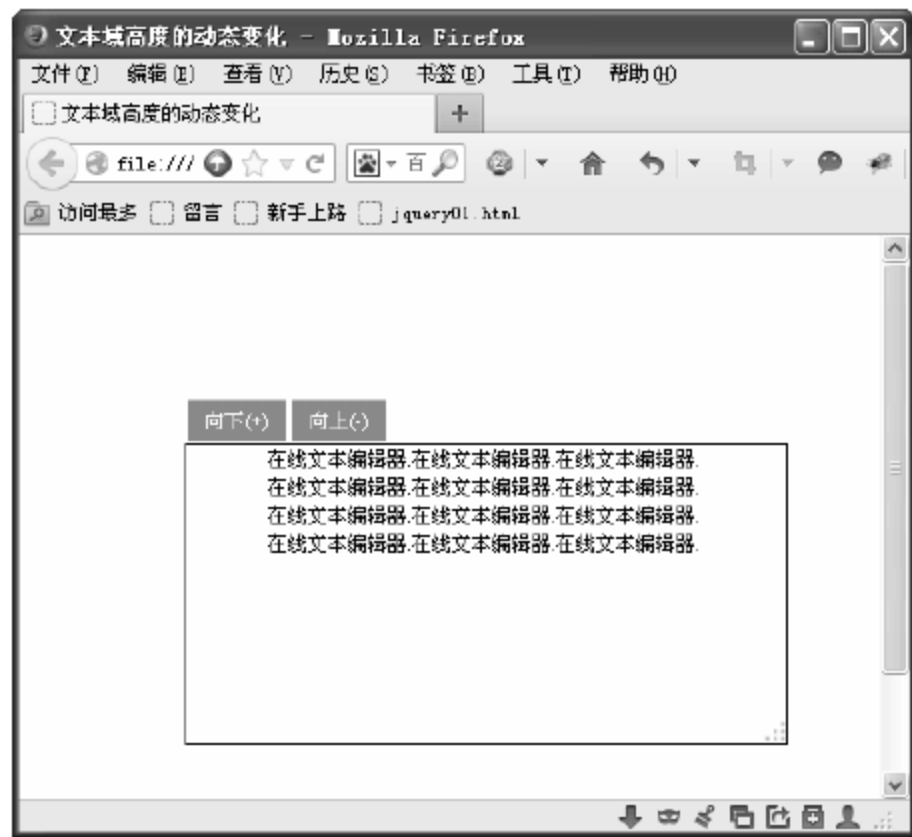 文本域高度的动态变化 - Mozilla Firefox
文件(F) 编辑(E) 查看(V) 历史(S) 书签(B) 工具(T) 帮助(H)
文本域高度的动态变化 +
file:/// 百
访问最多 留言 新手上路 jquery01.html
向下(+) 向上(-)
在线文本编辑器.在线文本编辑器.在线文本编辑器.
在线文本编辑器.在线文本编辑器.在线文本编辑器.
在线文本编辑器.在线文本编辑器.在线文本编辑器.
在线文本编辑器.在线文本编辑器.在线文本编辑器.